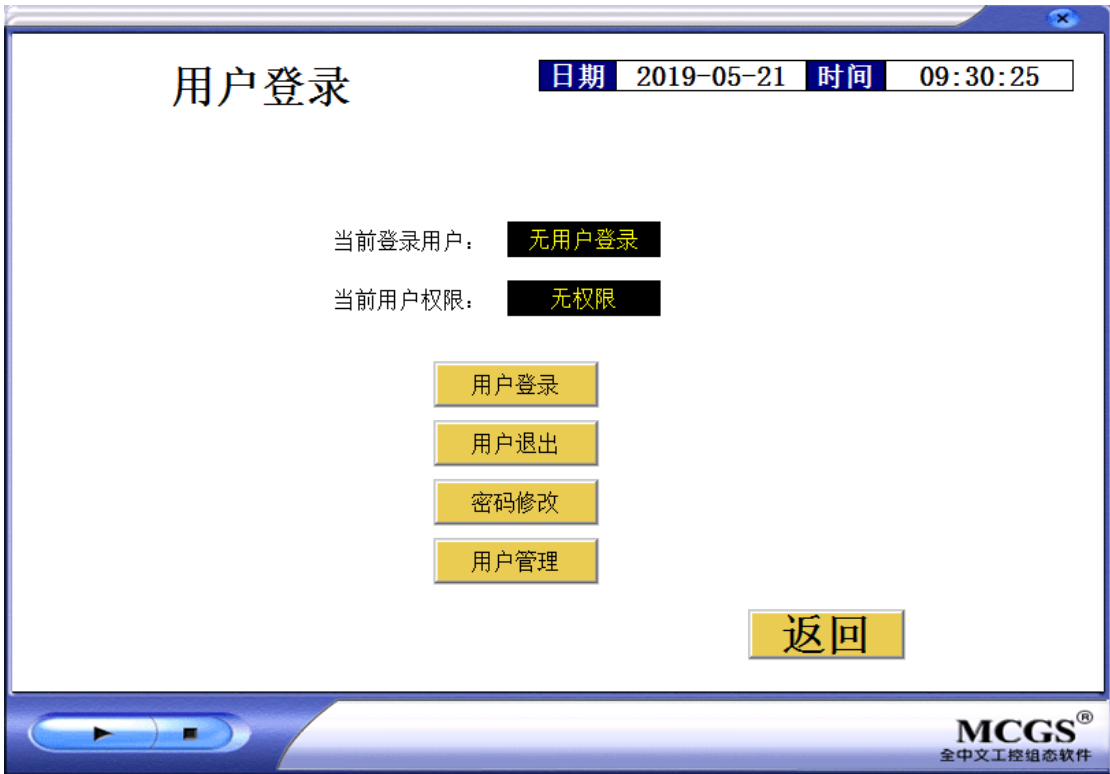 用户登录
日期 2019-05-21 时间 09:30:25
当前登录用户： 无用户登录
当前用户权限： 无权限
用户登录
用户退出
密码修改
用户管理
返回
MCGS®
全中文工控组态软件